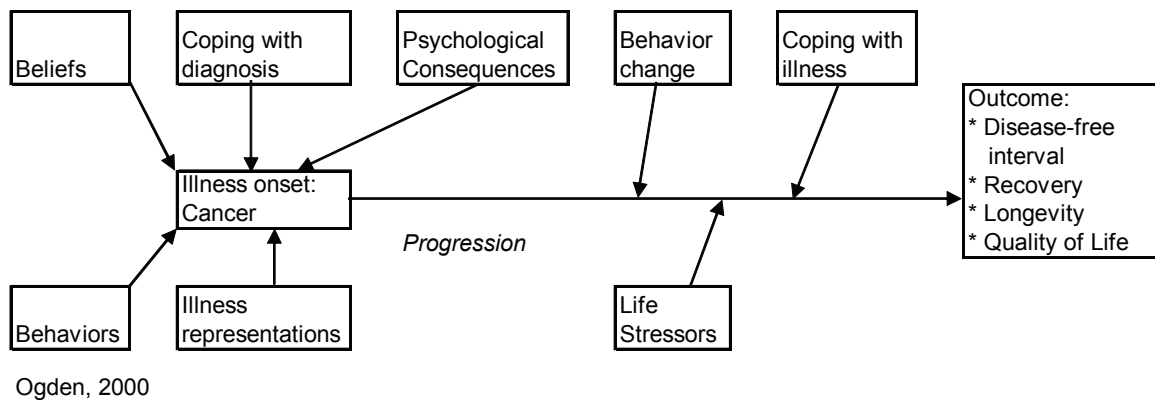 Beliefs
Coping with
diagnosis
Psychological
Consequences
Behavior
change
Coping with
illness
Outcome:
* Disease-free
interval
* Recovery
* Longevity
* Quality of Life
Illness onset:
Cancer
Progression
Behaviors
Illness
representations
Life
Stressors
Ogden, 2000